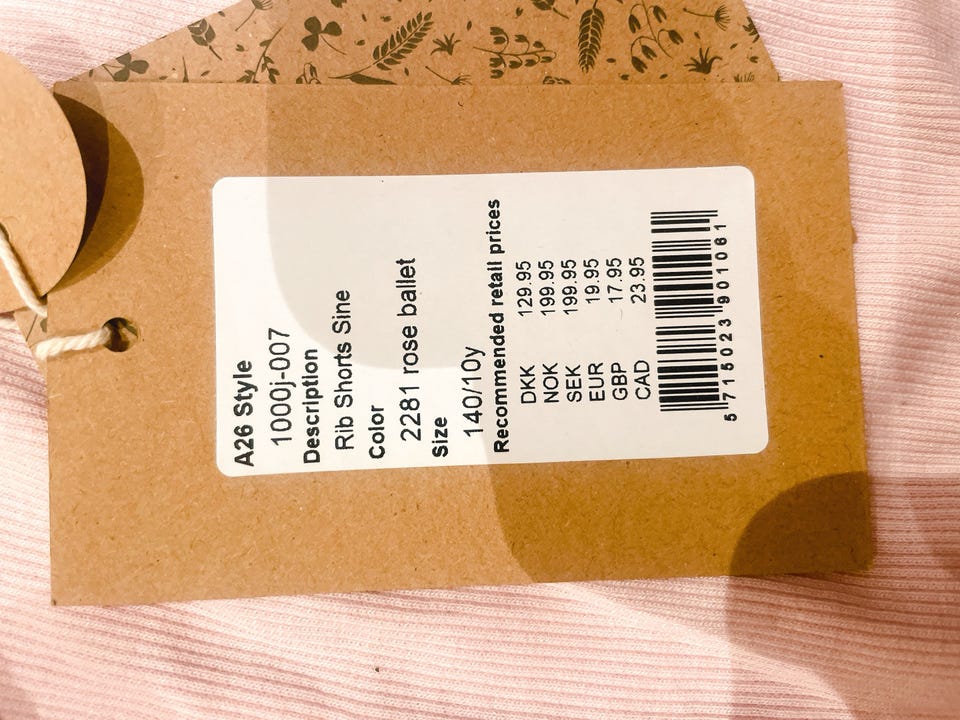 A26 Style
1000j-007
Description
Rib Shorts Sine
Color
2281 rose ballet
Size
140/10y
Recommended retail prices
DKK 129.95
NOK 199.95
SEK 199.95
EUR 19.95
GBP 17.95
CAD 23.95
5 715023 901061